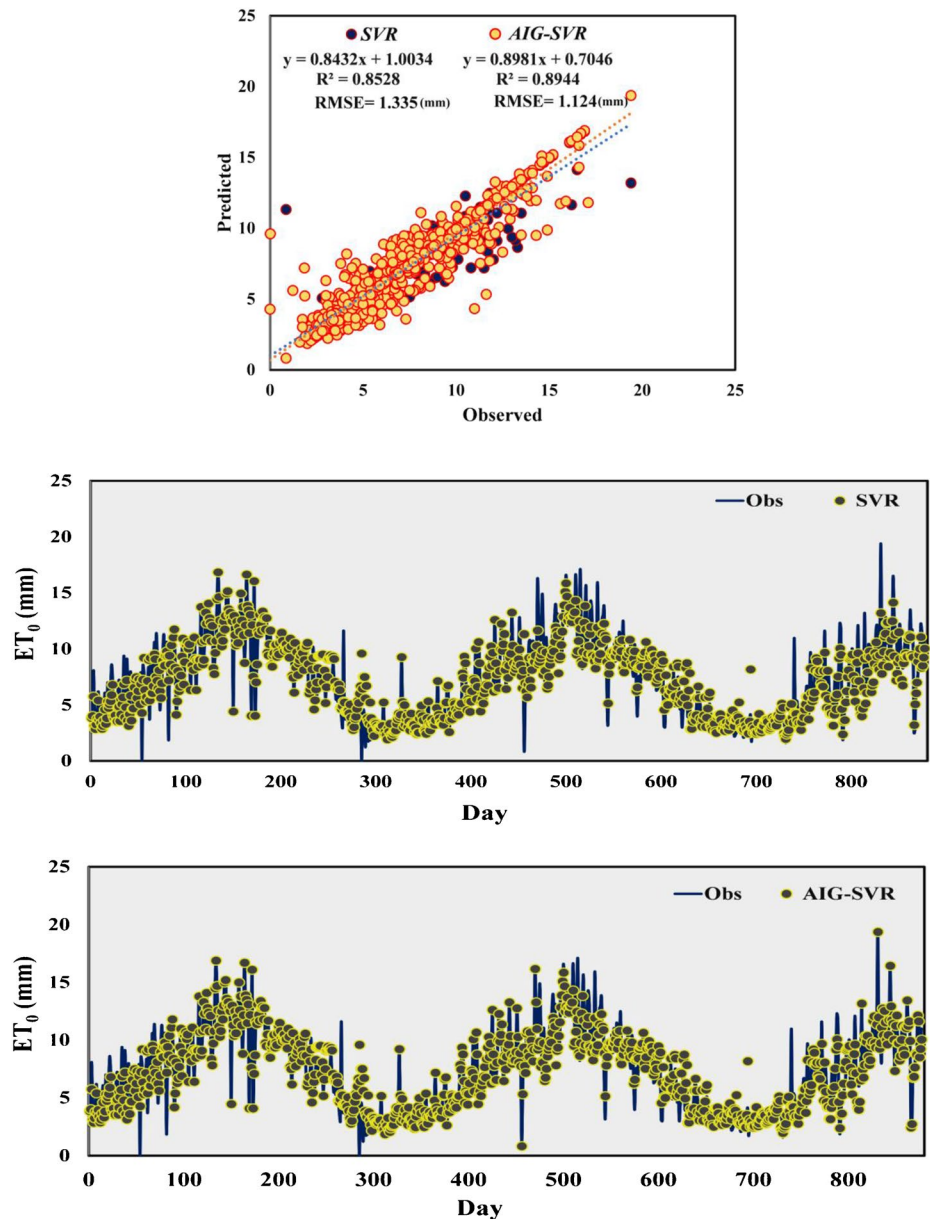 25
SVR AIG-SVR
y = 0.8432x + 1.0034 y = 0.8981x + 0.7046
R² = 0.8528 R² = 0.8944
RMSE= 1.335 (mm) RMSE= 1.124 (mm)
20
15
10
5
0
Predicted
0 5 10 15 20 25
Observed
25
Obs SVR
20
15
10
5
0
ET₀ (mm)
0 100 200 300 400 500 600 700 800
Day
25
Obs AIG-SVR
20
15
10
5
0
ET₀ (mm)
0 100 200 300 400 500 600 700 800
Day